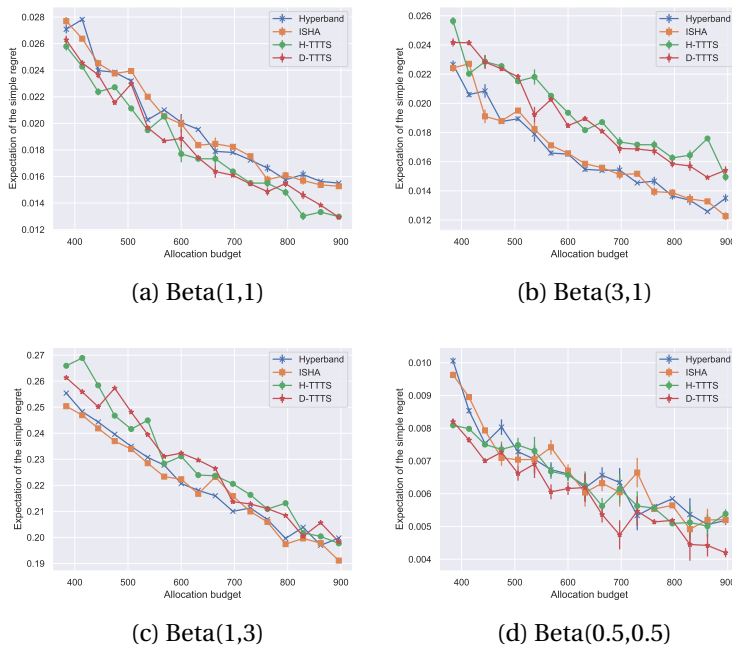 0.028
0.026
0.024
0.022
0.020
0.018
0.016
0.014
0.012
Expectation of the simple regret
400 500 600 700 800 900
Allocation budget
Hyperband
ISHA
H-TTTS
D-TTTS
(a) Beta(1,1)
0.026
0.024
0.022
0.020
0.018
0.016
0.014
0.012
Expectation of the simple regret
400 500 600 700 800 900
Allocation budget
Hyperband
ISHA
H-TTTS
D-TTTS
(b) Beta(3,1)
0.27
0.26
0.25
0.24
0.23
0.22
0.21
0.20
0.19
Expectation of the simple regret
400 500 600 700 800 900
Allocation budget
Hyperband
ISHA
H-TTTS
D-TTTS
(c) Beta(1,3)
0.010
0.009
0.008
0.007
0.006
0.005
0.004
Expectation of the simple regret
400 500 600 700 800 900
Allocation budget
Hyperband
ISHA
H-TTTS
D-TTTS
(d) Beta(0.5,0.5)